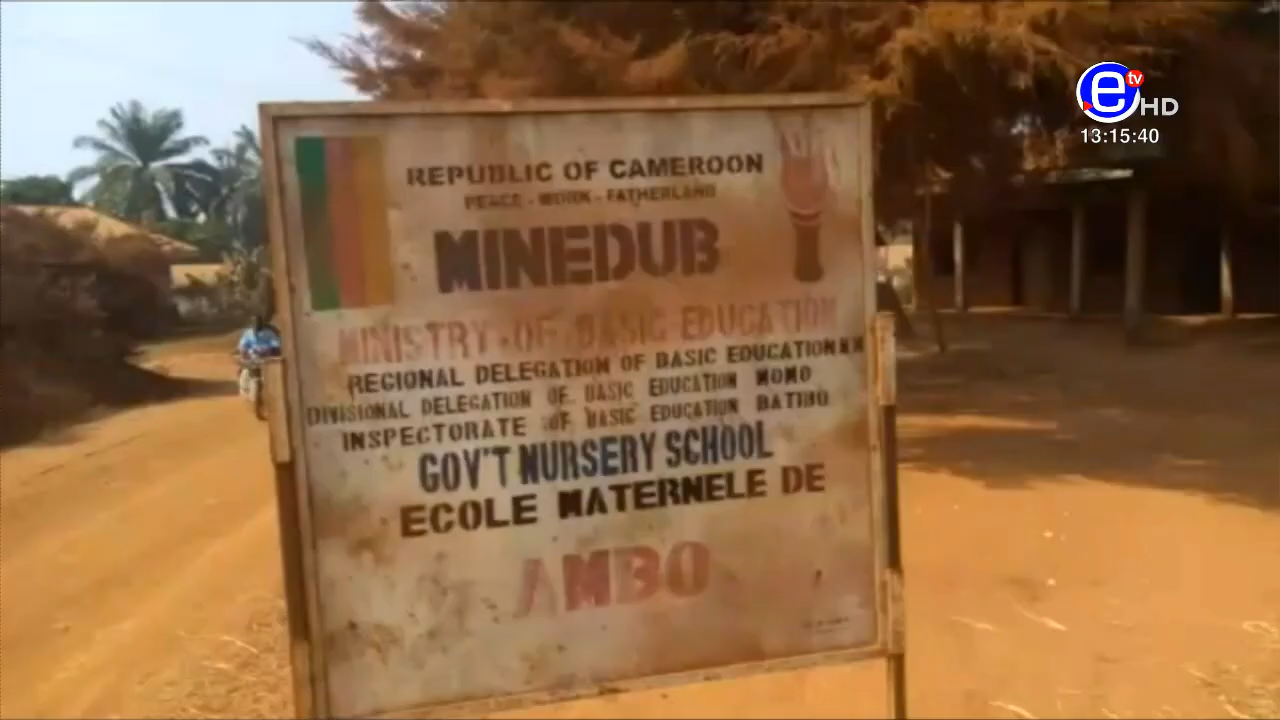 etv HD
13:15:40
REPUBLIC OF CAMEROON
PEACE - WORK - FATHERLAND
MINEDUB
MINISTRY OF BASIC EDUCATION
REGIONAL DELEGATION OF BASIC EDUCATION
DIVISIONAL DELEGATION OF BASIC EDUCATION MOMO
INSPECTORATE OF BASIC EDUCATION BATIBO
GOV'T NURSERY SCHOOL
ECOLE MATERNELE DE
AMBO